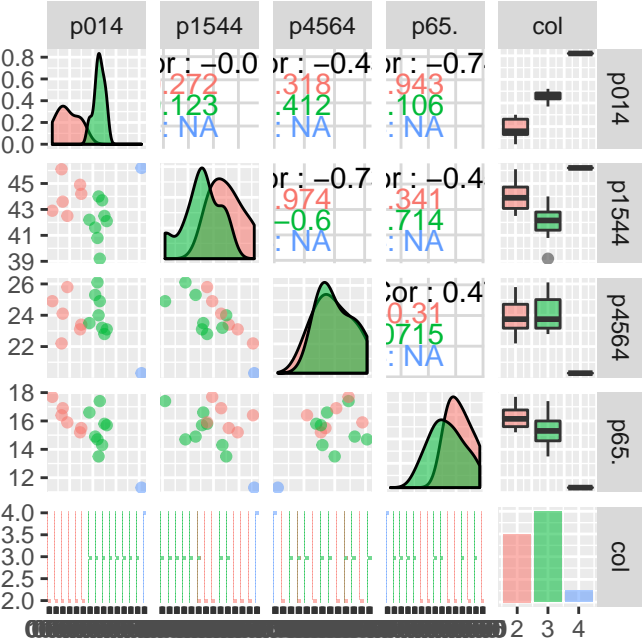 p014 p1544 p4564 p65. col
0.8 0.6 0.4 0.2 0.0
or : −0.0 or : −0.4 or : −0.7
.272 .318 .943
.123 .412 .106
: NA : NA : NA
p014
45 43 41 39
or : −0.7 or : −0.4
.974 .341
−0.6 .714
: NA : NA
p1544
26 24 22
Cor : 0.4
0.31
0715
: NA
p4564
18 16 14 12
p65.
4.0 3.5 3.0 2.5 2.0
col
2 3 4